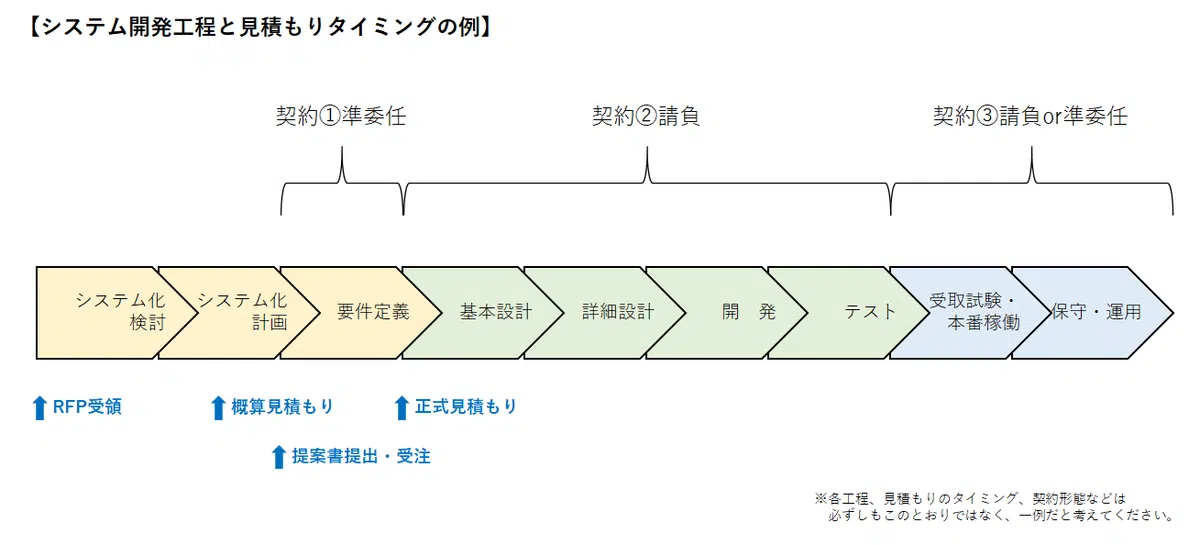 【システム開発工程と見積もりタイミングの例】
契約①準委任
契約②請負
契約③請負or準委任
システム化
検討
システム化
計画
要件定義
基本設計
詳細設計
開　発
テスト
受取試験・
本番稼働
保守・運用
RFP受領
概算見積もり
正式見積もり
提案書提出・受注
※各工程、見積もりのタイミング、契約形態などは
必ずしもこのとおりではなく、一例だと考えてください。